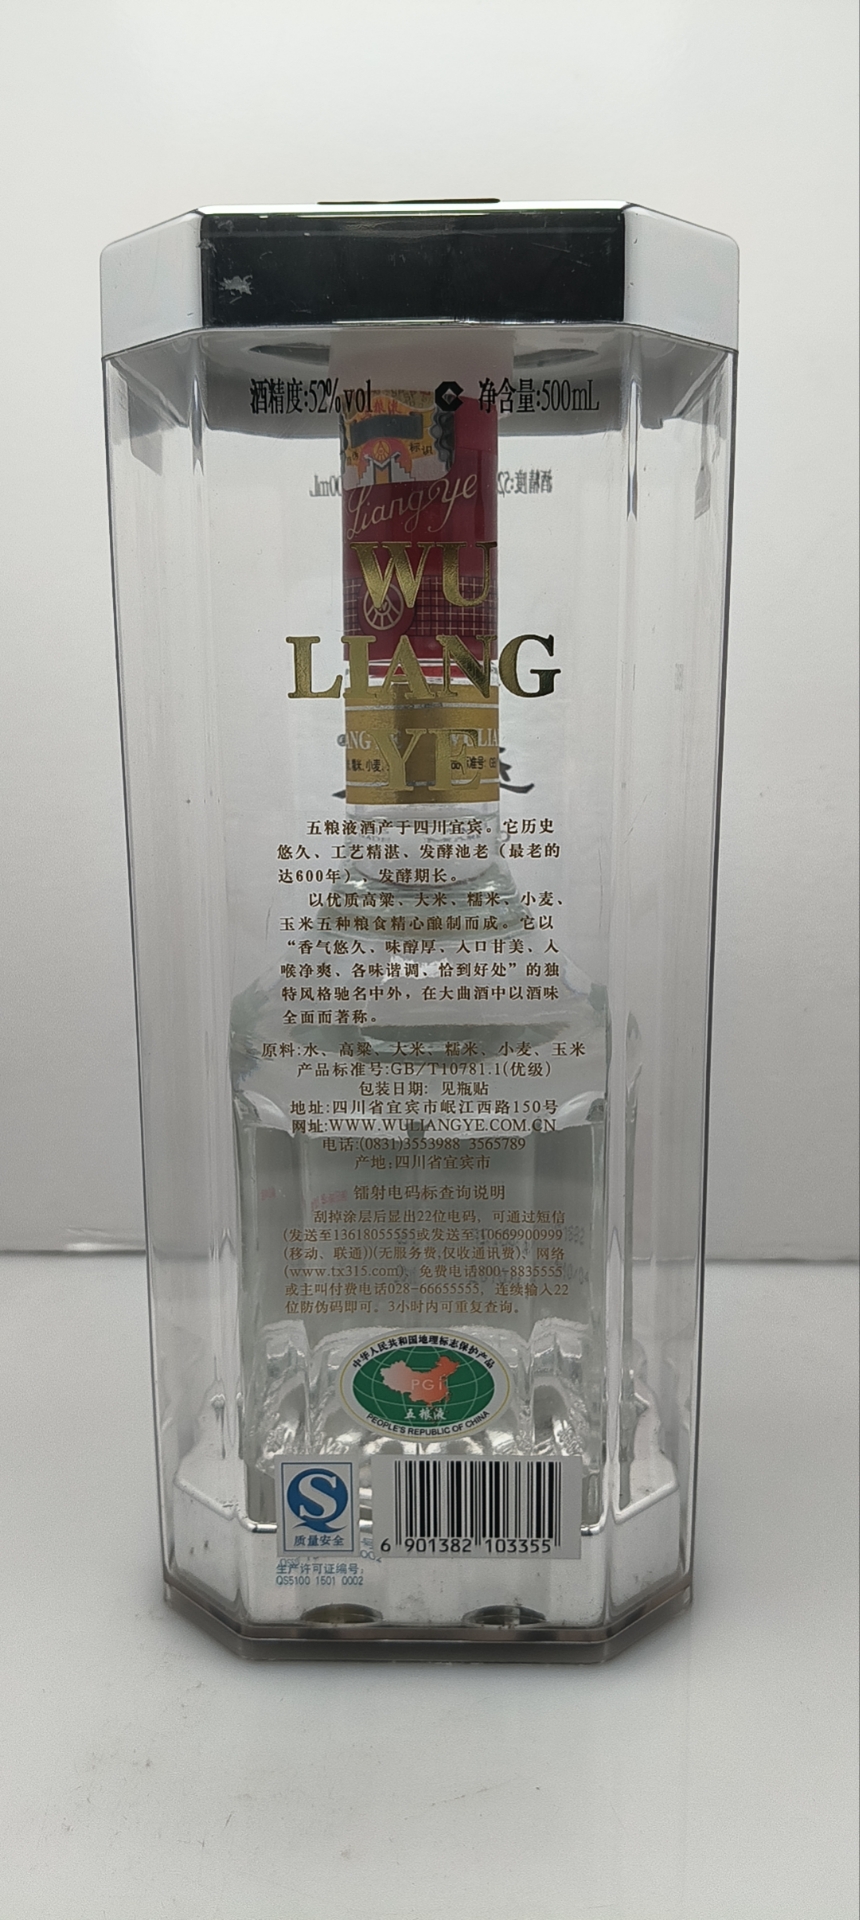 酒精度:52%vol 净含量:500mL
标识
Liang Ye
WU
LIANG
YE
五粮液酒产于四川宜宾。它历史
悠久、工艺精湛、发酵池老（最老的
达600年）、发酵期长。
以优质高粱、大米、糯米、小麦、
玉米五种粮食精心酿制而成。它以
“香气悠久、味醇厚、入口甘美、入
喉净爽、各味谐调、恰到好处”的独
特风格驰名中外，在大曲酒中以酒味
全面而著称。
原料:水、高粱、大米、糯米、小麦、玉米
产品标准号:GB/T10781.1(优级)
包装日期: 见瓶贴
地址:四川省宜宾市岷江西路150号
网址:WWW.WULIANGYE.COM.CN
电话:(0831)3553988 3565789
产地:四川省宜宾市
镭射电码标查询说明
刮掉涂层后显出22位电码，可通过短信
(发送至13618055555或发送至10669900999
(移动、联通))(无服务费,仅收通讯费)、网络
(www.tx315.com)、免费电话800-8835555
或主叫付费电话028-66655555，连续输入22
位防伪码即可。3小时内可重复查询。
中华人民共和国地理标志保护产品
PGI
五粮液
PEOPLE'S REPUBLIC OF CHINA
质量安全
6 901382 103355
生产许可证编号:
QS5100 1501 0002